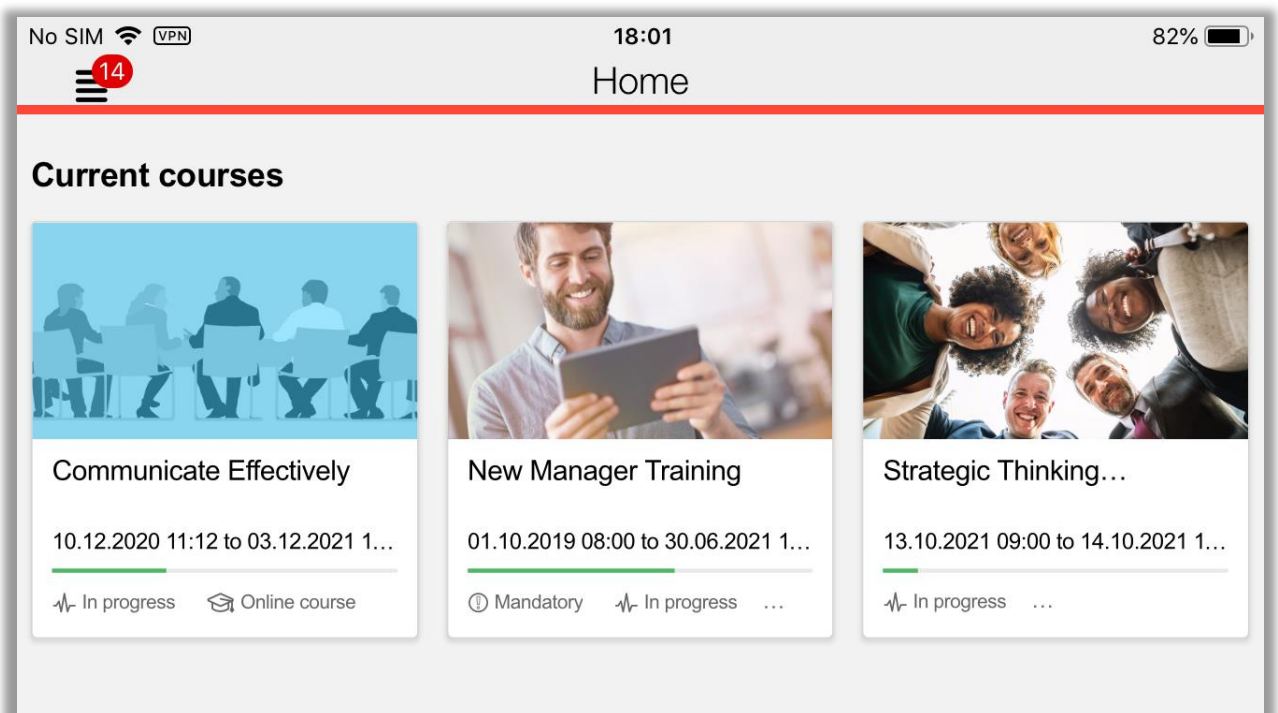 No SIM VPN 18:01 82%
14
Home
Current courses
Communicate Effectively
10.12.2020 11:12 to 03.12.2021 1…
In progress Online course
New Manager Training
01.10.2019 08:00 to 30.06.2021 1…
Mandatory In progress …
Strategic Thinking…
13.10.2021 09:00 to 14.10.2021 1…
In progress …